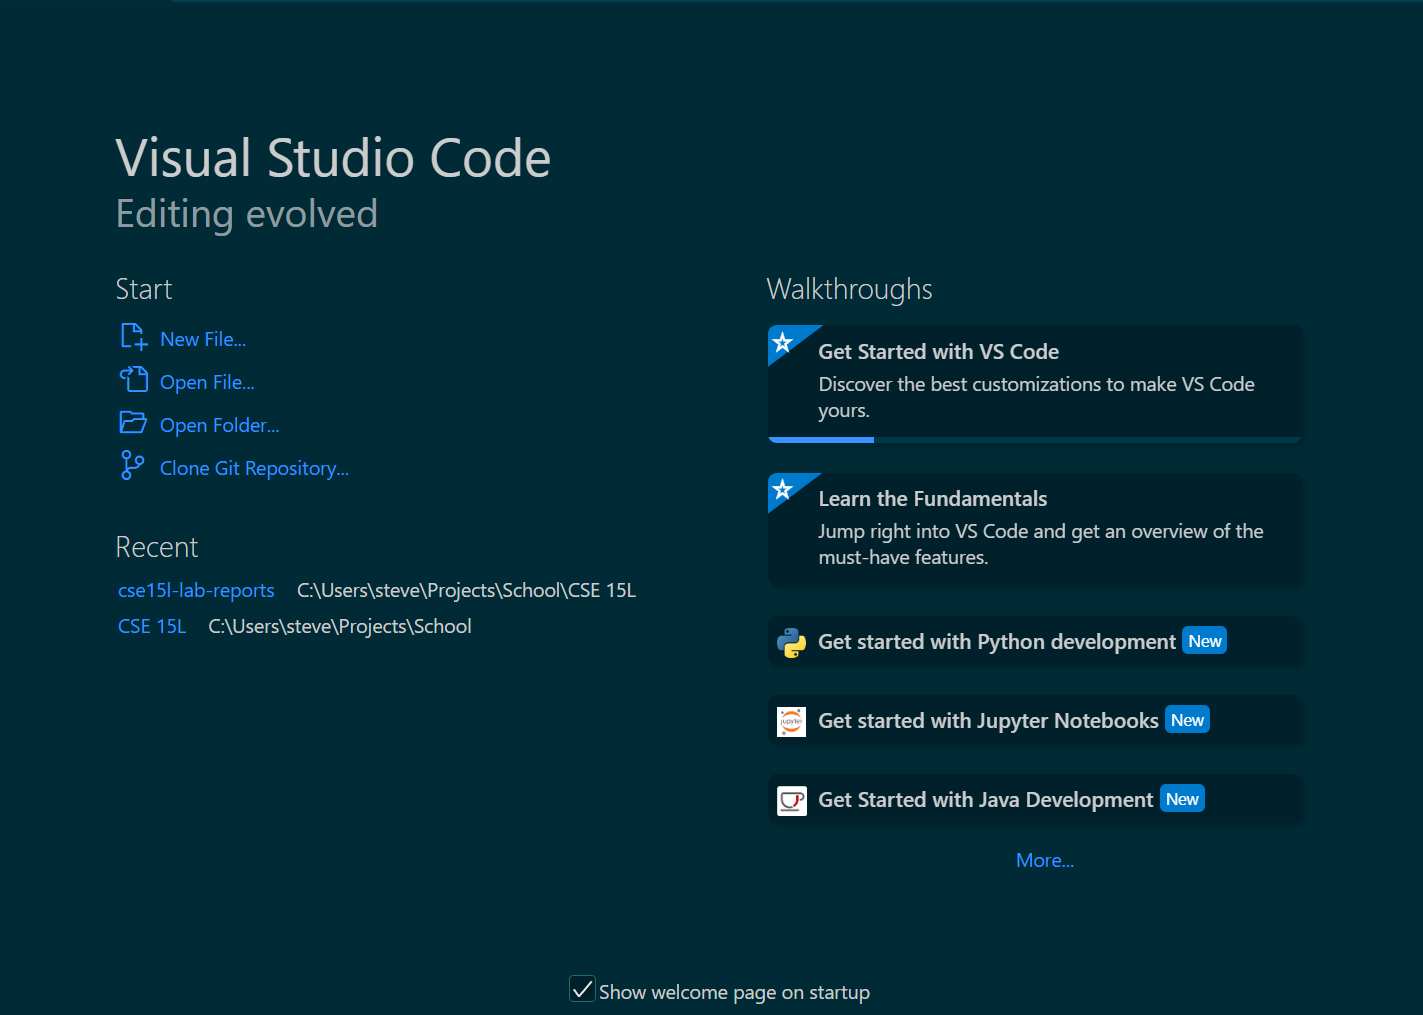 Visual Studio Code
Editing evolved
Start
New File...
Open File...
Open Folder...
Clone Git Repository...
Recent
cse15l-lab-reports C:\Users\steve\Projects\School\CSE 15L
CSE 15L C:\Users\steve\Projects\School
Walkthroughs
Get Started with VS Code
Discover the best customizations to make VS Code
yours.
Learn the Fundamentals
Jump right into VS Code and get an overview of the
must-have features.
Get started with Python development New
jupyter
Get started with Jupyter Notebooks New
Get Started with Java Development New
More...
Show welcome page on startup